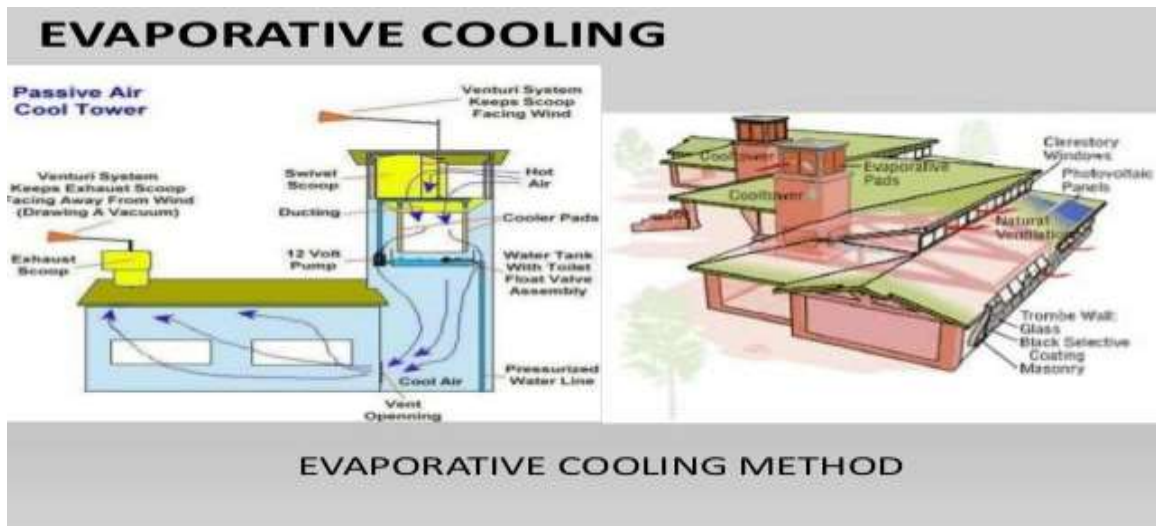 EVAPORATIVE COOLING
Passive Air
Cool Tower
Venturi System
Keeps Scoop
Facing Wind
Venturi System
Keeps Exhaust Scoop
Facing Away From Wind
(Drawing A Vacuum)
Swivel
Scoop
Hot
Air
Ducting
Cooler Pads
Exhaust
Scoop
12 Volt
Pump
Water Tank
With Toilet
Float Valve
Assembly
Cool Air
Pressurized
Water Line
Vent
Openning
Cooltower
Evaporative
Pads
Cooltower
Clerestory
Windows
Photovoltaic
Panels
Natural
Ventilation
Trombe Wall:
Glass
Black Selective
Coating
Masonry
EVAPORATIVE COOLING METHOD